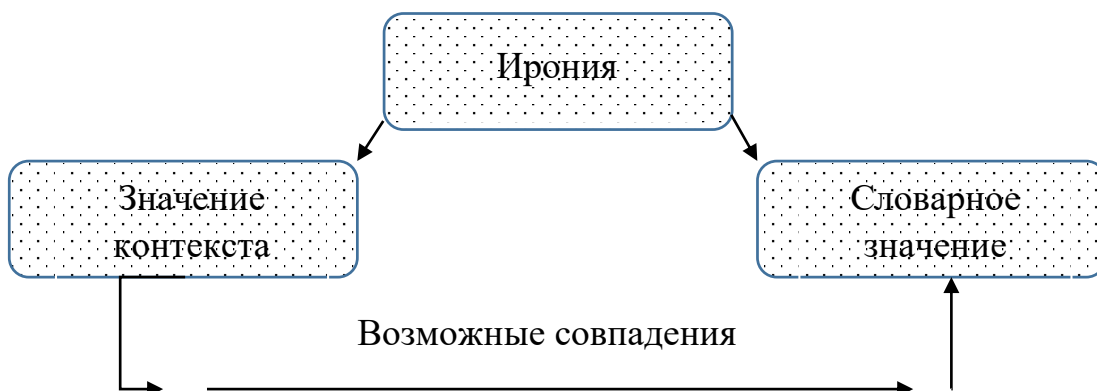 Ирония
Значение
контекста
Словарное
значение
Возможные совпадения